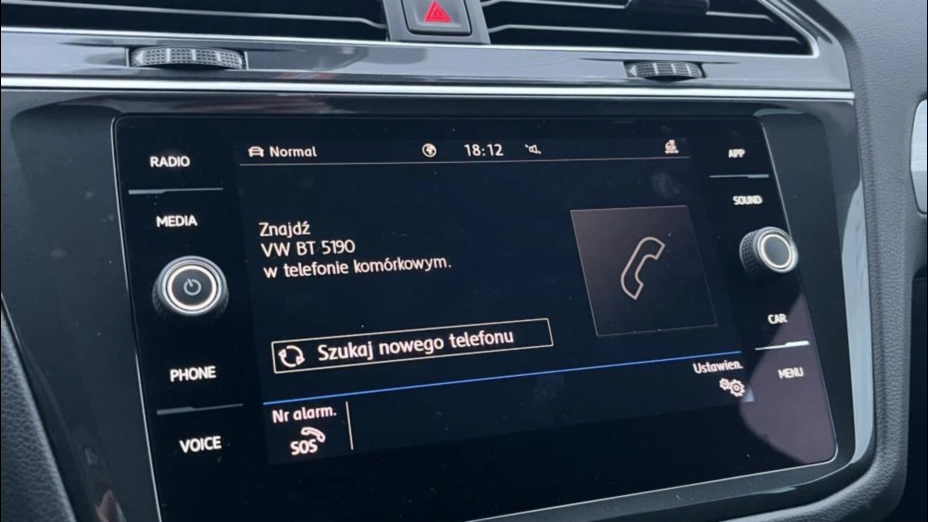 RADIO
MEDIA
PHONE
VOICE
Normal
18:12
Znajdź
VW BT 5190
w telefonie komórkowym.
Szukaj nowego telefonu
Nr alarm.
SOS
Ustawien.
APP
SOUND
CAR
MENU